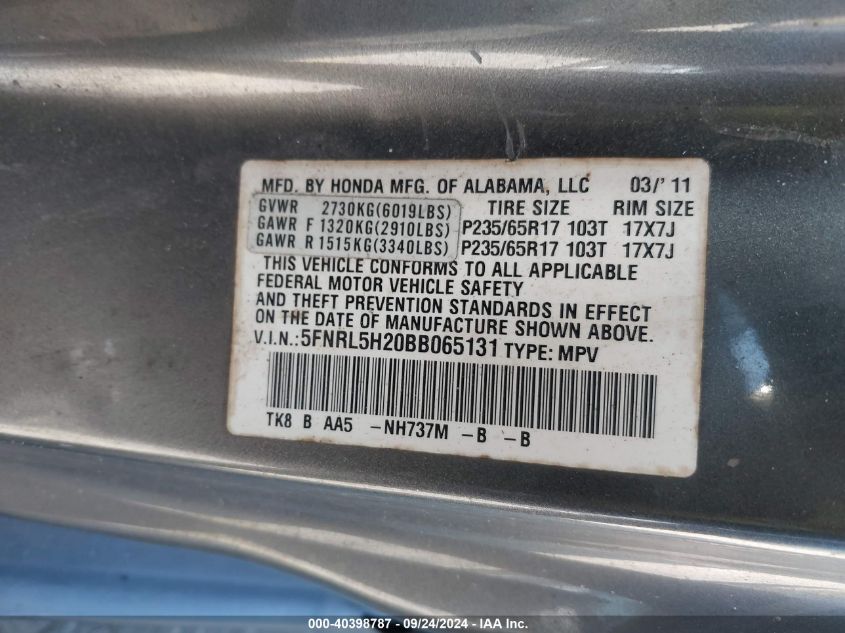 MFD. BY HONDA MFG. OF ALABAMA, LLC 03/'11
GVWR 2730KG(6019LBS) TIRE SIZE RIM SIZE
GAWR F 1320KG(2910LBS) P235/65R17 103T 17X7J
GAWR R 1515KG(3340LBS) P235/65R17 103T 17X7J
THIS VEHICLE CONFORMS TO ALL APPLICABLE
FEDERAL MOTOR VEHICLE SAFETY
AND THEFT PREVENTION STANDARDS IN EFFECT
ON THE DATE OF MANUFACTURE SHOWN ABOVE.
V.I.N.:5FNRL5H20BB065131 TYPE: MPV
TK8 B AA5 -NH737M -B -B
000-40398787 - 09/24/2024 - IAA Inc.